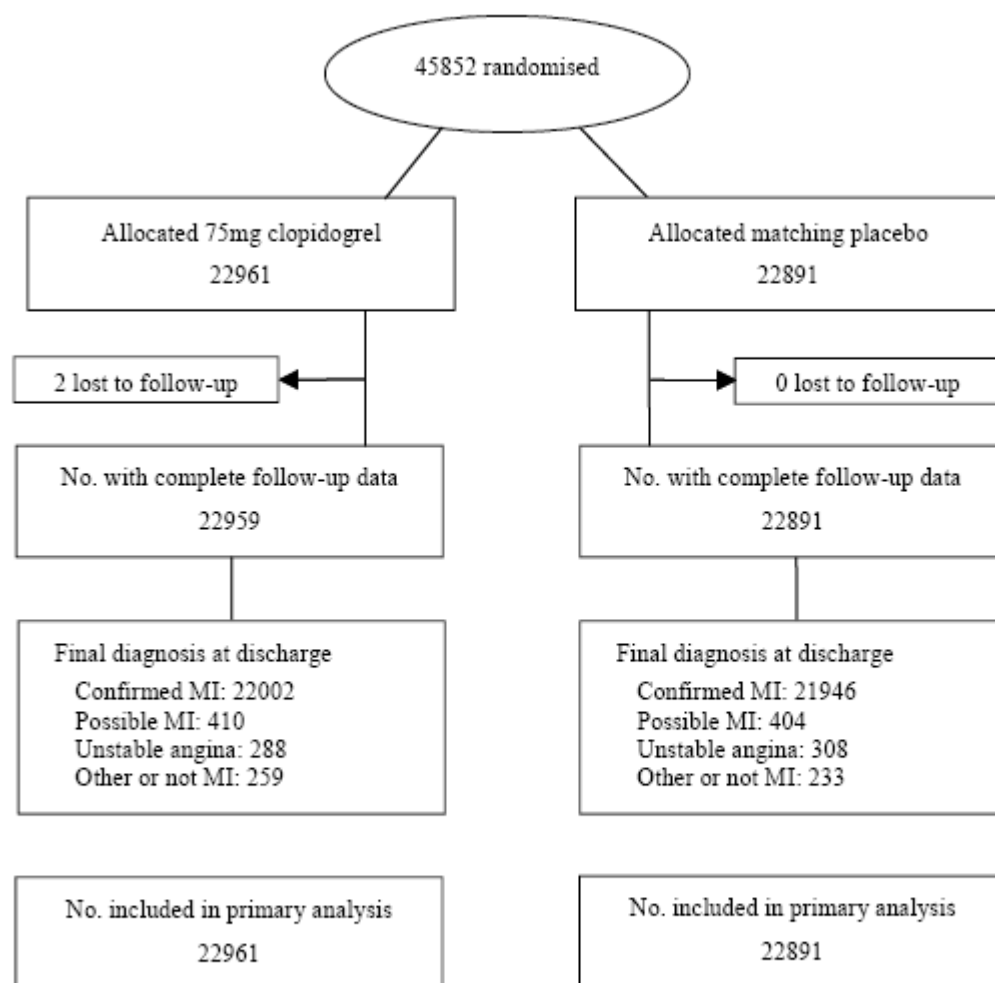 45852 randomised
Allocated 75mg clopidogrel
22961
Allocated matching placebo
22891
2 lost to follow-up
0 lost to follow-up
No. with complete follow-up data
22959
No. with complete follow-up data
22891
Final diagnosis at discharge
Confirmed MI: 22002
Possible MI: 410
Unstable angina: 288
Other or not MI: 259
Final diagnosis at discharge
Confirmed MI: 21946
Possible MI: 404
Unstable angina: 308
Other or not MI: 233
No. included in primary analysis
22961
No. included in primary analysis
22891